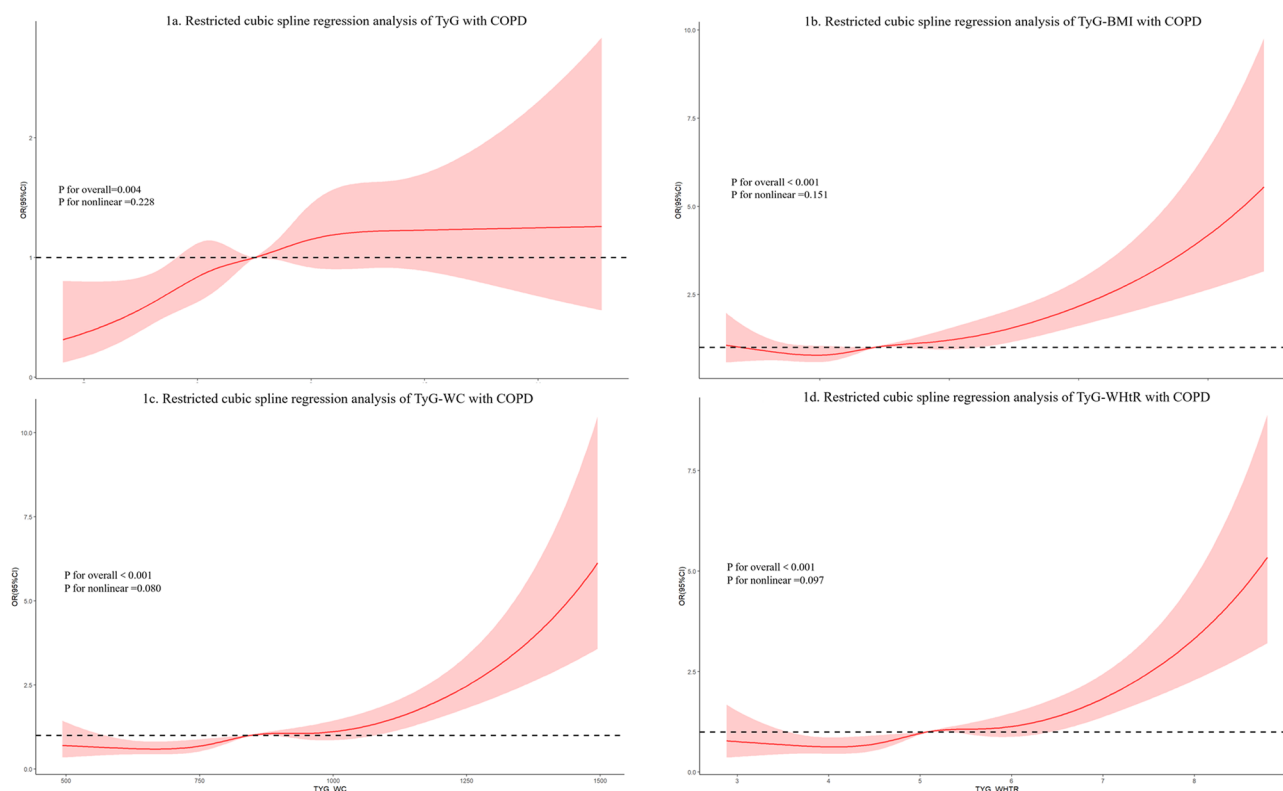 1a. Restricted cubic spline regression analysis of TyG with COPD
2
P for overall=0.004
P for nonlinear =0.228
OR(95%CI)
1
0
1b. Restricted cubic spline regression analysis of TyG-BMI with COPD
10.0
7.5
P for overall < 0.001
P for nonlinear =0.151
OR(95%CI)
5.0
2.5
1c. Restricted cubic spline regression analysis of TyG-WC with COPD
10.0
7.5
P for overall < 0.001
P for nonlinear =0.080
OR(95%CI)
5.0
2.5
0.0
500 750 1000 1250 1500
TYG_WC
1d. Restricted cubic spline regression analysis of TyG-WHtR with COPD
7.5
P for overall < 0.001
P for nonlinear =0.097
OR(95%CI)
5.0
2.5
0.0
3 4 5 6 7 8
TYG_WHTR